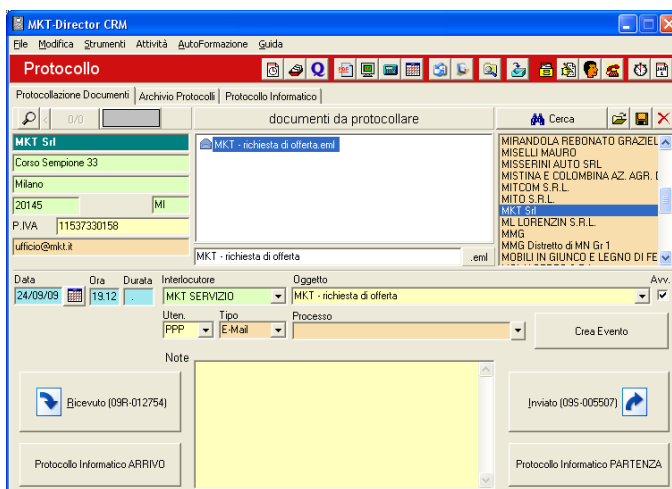 MKT-Director CRM
File Modifica Strumenti Attività AutoFormazione Guida
Protocollo
Protocollazione Documenti Archivio Protocolli Protocollo Informatico
0/0 documenti da protocollare Cerca
MKT Srl
Corso Sempione 33
Milano
20145 MI
P.IVA 11537330158
ufficio@mkt.it
MKT - richiesta di offerta.eml
MKT - richiesta di offerta .eml
MIRANDOLA REBONATO GRAZIEL
MISELLI MAURO
MISSERINI AUTO SRL
MISTINA E COLOMBINA AZ. AGR.
MITCOM S.R.L.
MITO S.R.L.
MKT Srl
ML LORENZIN S.R.L.
MMG
MMG Distretto di MN Gr 1
MOBILI IN GIUNCO E LEGNO DI FE
Data Ora Durata Interlocutore Oggetto Avv.
24/09/09 19.12 . MKT SERVIZIO MKT - richiesta di offerta
Uten. Tipo Processo
PPP E-Mail Crea Evento
Note
Ricevuto (09R-012754) Inviato (09S-005507)
Protocollo Informatico ARRIVO Protocollo Informatico PARTENZA